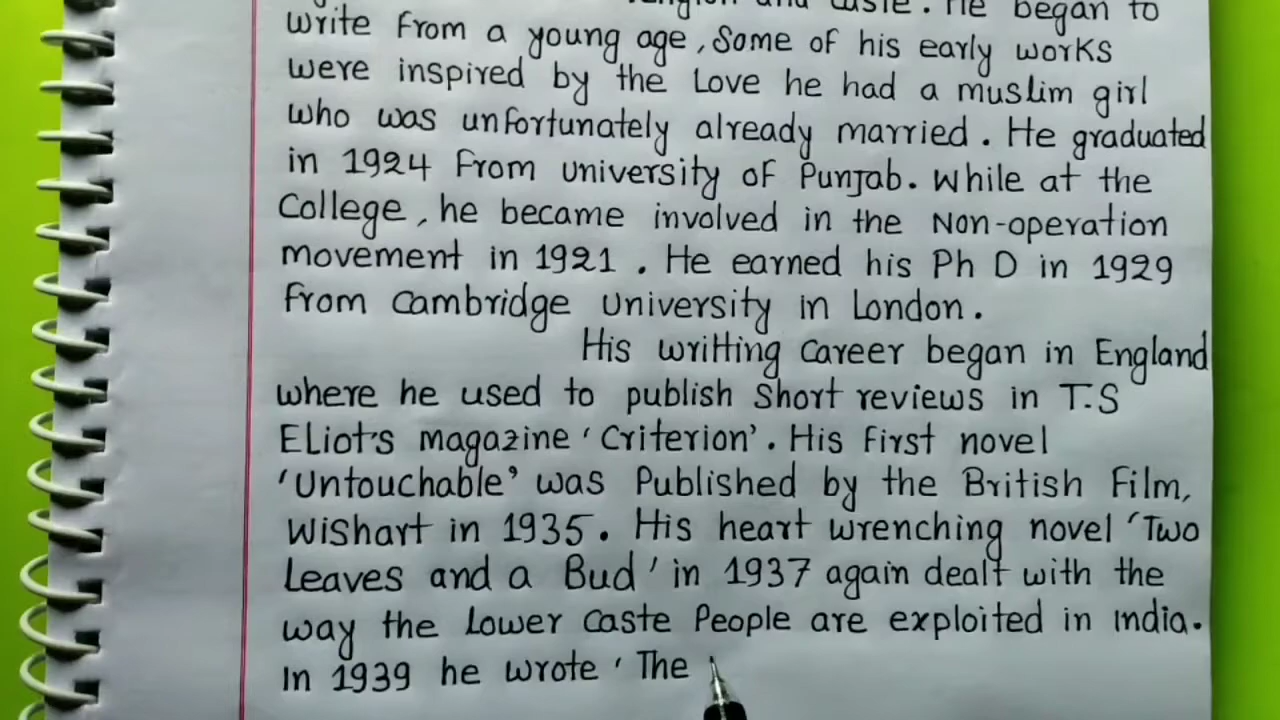 religion and caste. He began to
write from a young age, Some of his early works
were inspired by the Love he had a muslim girl
who was unfortunately already married. He graduated
in 1924 from university of Punjab. While at the
College, he became involved in the Non-operation
movement in 1921. He earned his Ph D in 1929
from Cambridge University in London.
His writting career began in England
where he used to publish short reviews in T.S
Eliot's magazine 'Criterion'. His first novel
'Untouchable' was Published by the British Film,
Wishart in 1935. His heart wrenching novel 'Two
Leaves and a Bud' in 1937 again dealt with the
way the Lower caste People are exploited in India.
In 1939 he wrote 'The